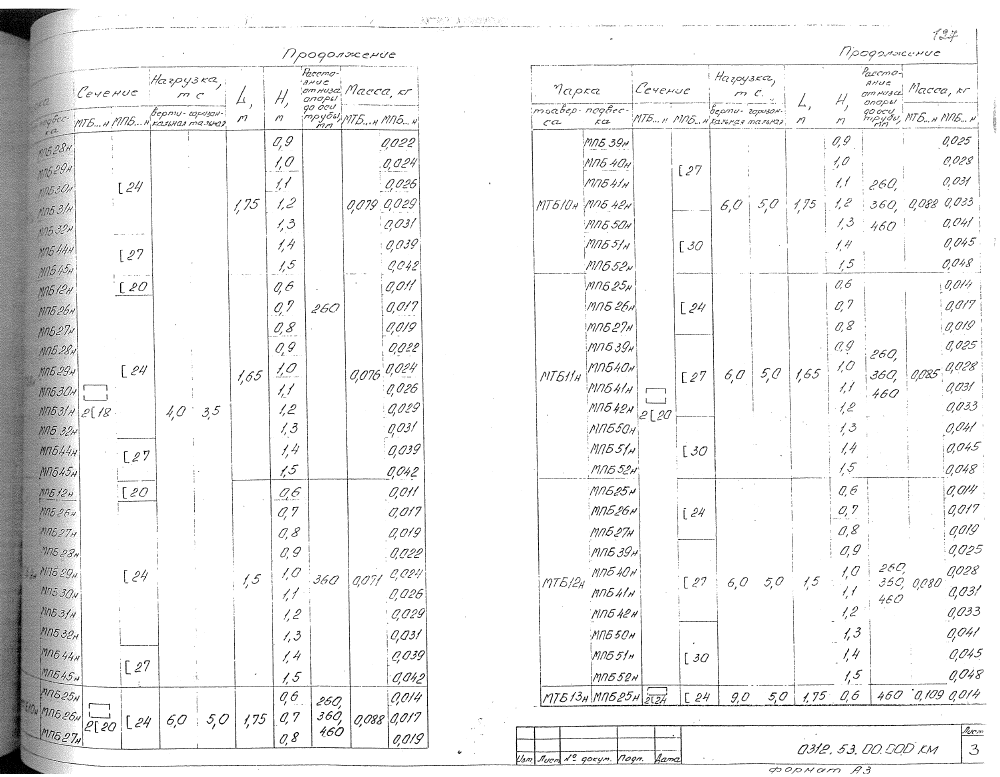 127
Продолжение
Сечение Нагрузка, тс L, м H, м Расстояние от низа опоры до оси трубы, мм Масса, кг
МТБ...н МПБ...н вертикальная горизонтальная МТБ...н МПБ...н
МПБ28н [24 1,75 0,9 0,079 0,022
МПБ29н 1,0 0,024
МПБ30н 1,1 0,026
МПБ31н 1,2 0,029
МПБ32н 1,3 0,031
МПБ44н [27 1,4 0,039
МПБ45н 1,5 0,042
МПБ12н [20 0,6 0,011
МПБ26н 0,7 260 0,017
МПБ27н 0,8 0,019
МПБ28н 0,9 0,022
МПБ29н [24 1,65 1,0 0,076 0,024
МПБ30н 1,1 0,026
МПБ31н 2[18 4,0 3,5 1,2 0,029
МПБ32н 1,3 0,031
МПБ44н [27 1,4 0,039
МПБ45н 1,5 0,042
МПБ12н [20 0,6 0,011
МПБ26н 0,7 0,017
МПБ27н 0,8 0,019
МПБ28н 0,9 0,022
МПБ29н [24 1,5 1,0 360 0,071 0,024
МПБ30н 1,1 0,026
МПБ31н 1,2 0,029
МПБ32н 1,3 0,031
МПБ44н [27 1,4 0,039
МПБ45н 1,5 0,042
МПБ25н 0,6 260, 0,014
МПБ26н 2[20 [24 6,0 5,0 1,75 0,7 360, 0,088 0,017
МПБ27н 0,8 460 0,019
Продолжение
Марка Сечение Нагрузка, тс L, м H, м Расстояние от низа опоры до оси трубы, мм Масса, кг
траверса подвеска МТБ...н МПБ...н вертикальная горизонтальная МТБ...н МПБ...н
МПБ39н 0,9 0,025
МПБ40н [27 1,0 0,028
МПБ41н 1,1 260, 0,031
МТБ10н МПБ42н 6,0 5,0 1,75 1,2 360, 0,088 0,033
МПБ50н 1,3 460 0,041
МПБ51н [30 1,4 0,045
МПБ52н 1,5 0,048
МПБ25н 0,6 0,014
МПБ26н [24 0,7 0,017
МПБ27н 0,8 0,019
МПБ39н 0,9 260, 0,025
МТБ11н МПБ40н [27 6,0 5,0 1,65 1,0 360, 0,085 0,028
МПБ41н 1,1 460 0,031
МПБ42н 2[20 1,2 0,033
МПБ50н 1,3 0,041
МПБ51н [30 1,4 0,045
МПБ52н 1,5 0,048
МПБ25н 0,6 0,014
МПБ26н [24 0,7 0,017
МПБ27н 0,8 0,019
МПБ39н 0,9 0,025
МПБ40н 1,0 260, 0,028
МТБ12н МПБ41н [27 6,0 5,0 1,5 1,1 360, 460 0,080 0,031
МПБ42н 1,2 0,033
МПБ50н 1,3 0,041
МПБ51н [30 1,4 0,045
МПБ52н 1,5 0,048
МТБ13н МПБ25н 2[24 [24 9,0 5,0 1,75 0,6 460 0,109 0,014
Изм Лист № докум. Подп. Дата
0312.53.00.000 КМ
Лист
3
Формат А3